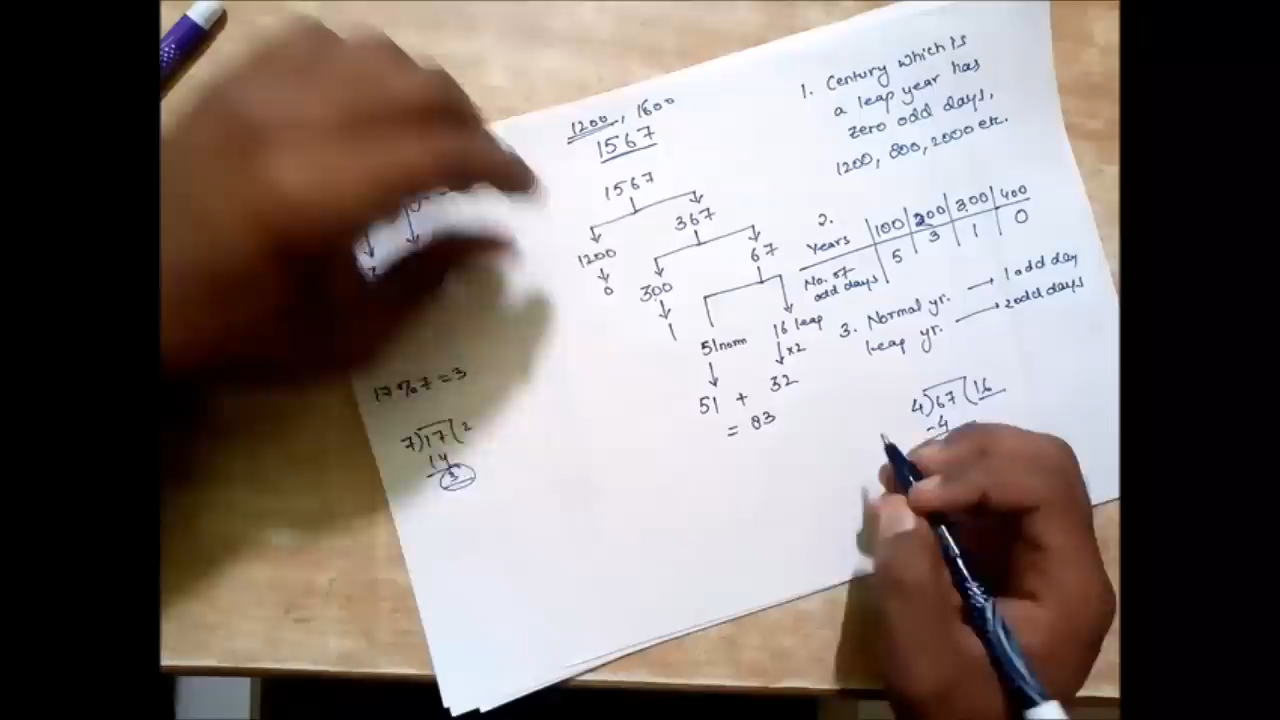 1200, 1600
1567
1567
1200
367
0
300
67
1
51 norm
16 leap
x2
51 + 32
= 83
17 % 7 = 3
7)17(2
14
3
1. Century which is
a leap year has
zero odd days.
1200, 800, 2000 etc.
2.
Years 100 200 300 400
No. of
odd days 5 3 1 0
3. Normal yr. → 1 odd day
Leap yr. → 2 odd days
4)67(16
-4